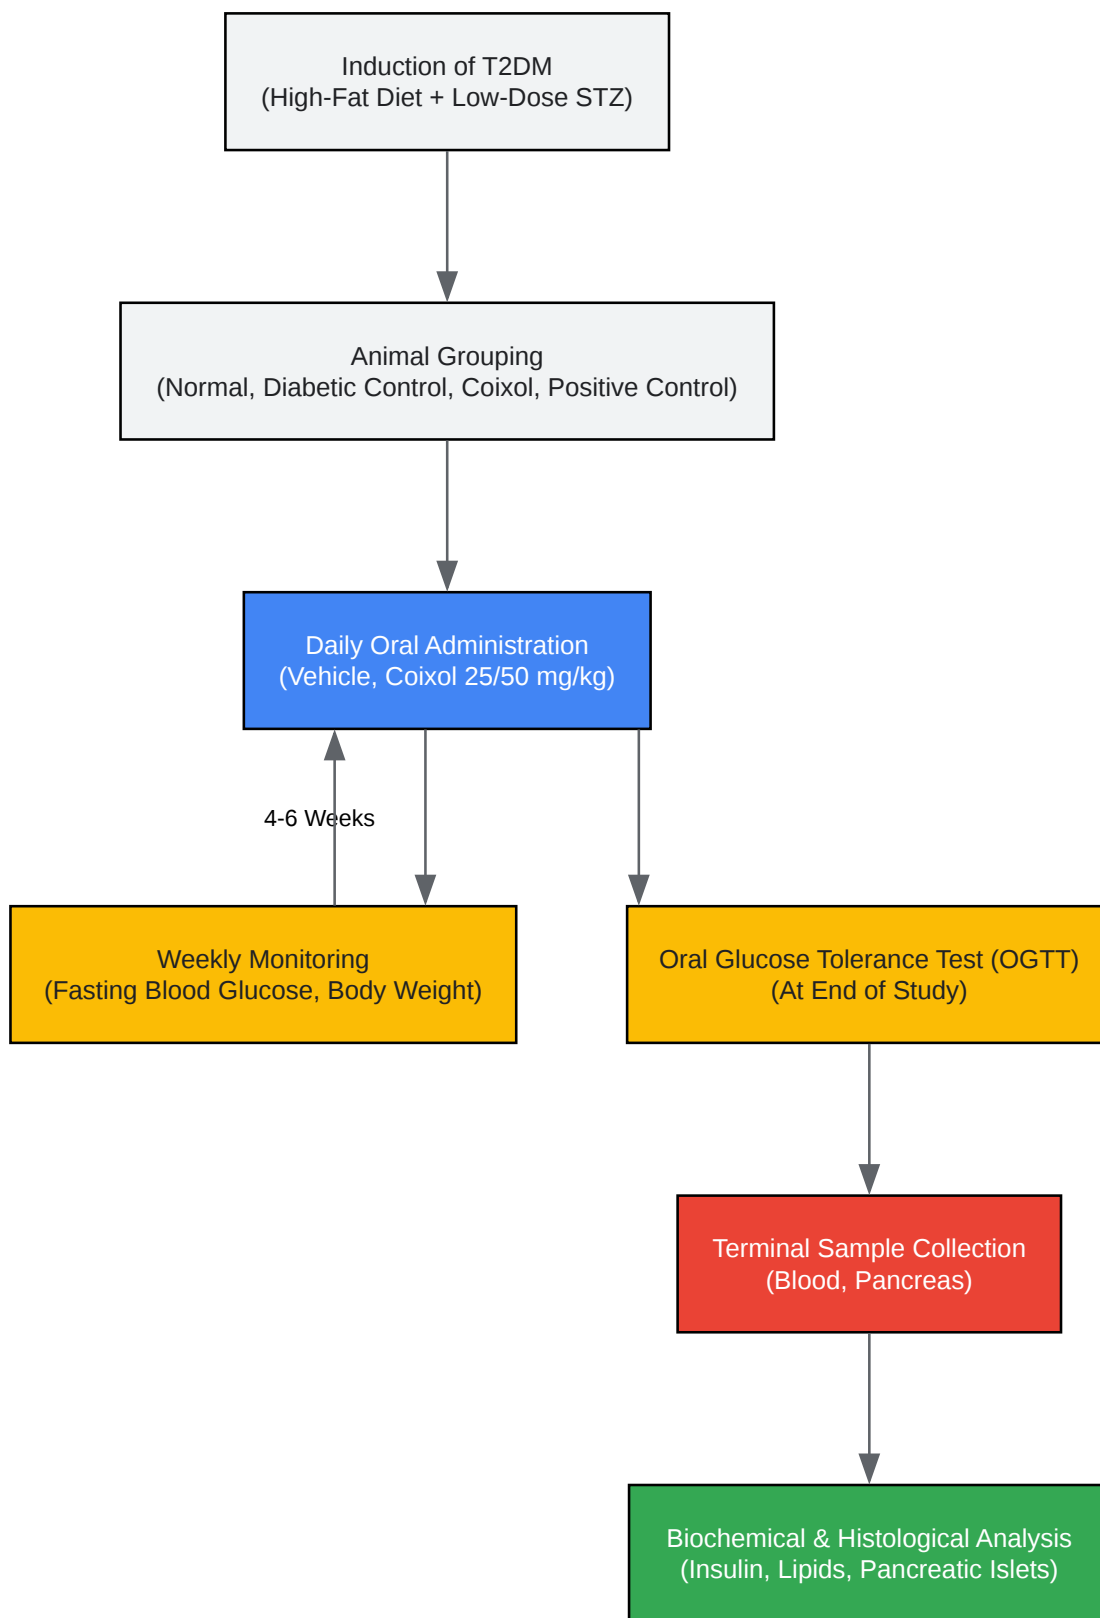 Induction of T2DM
(High-Fat Diet + Low-Dose STZ)
Animal Grouping
(Normal, Diabetic Control, Coixol, Positive Control)
Daily Oral Administration
(Vehicle, Coixol 25/50 mg/kg)
4-6 Weeks
Weekly Monitoring
(Fasting Blood Glucose, Body Weight)
Oral Glucose Tolerance Test (OGTT)
(At End of Study)
Terminal Sample Collection
(Blood, Pancreas)
Biochemical & Histological Analysis
(Insulin, Lipids, Pancreatic Islets)